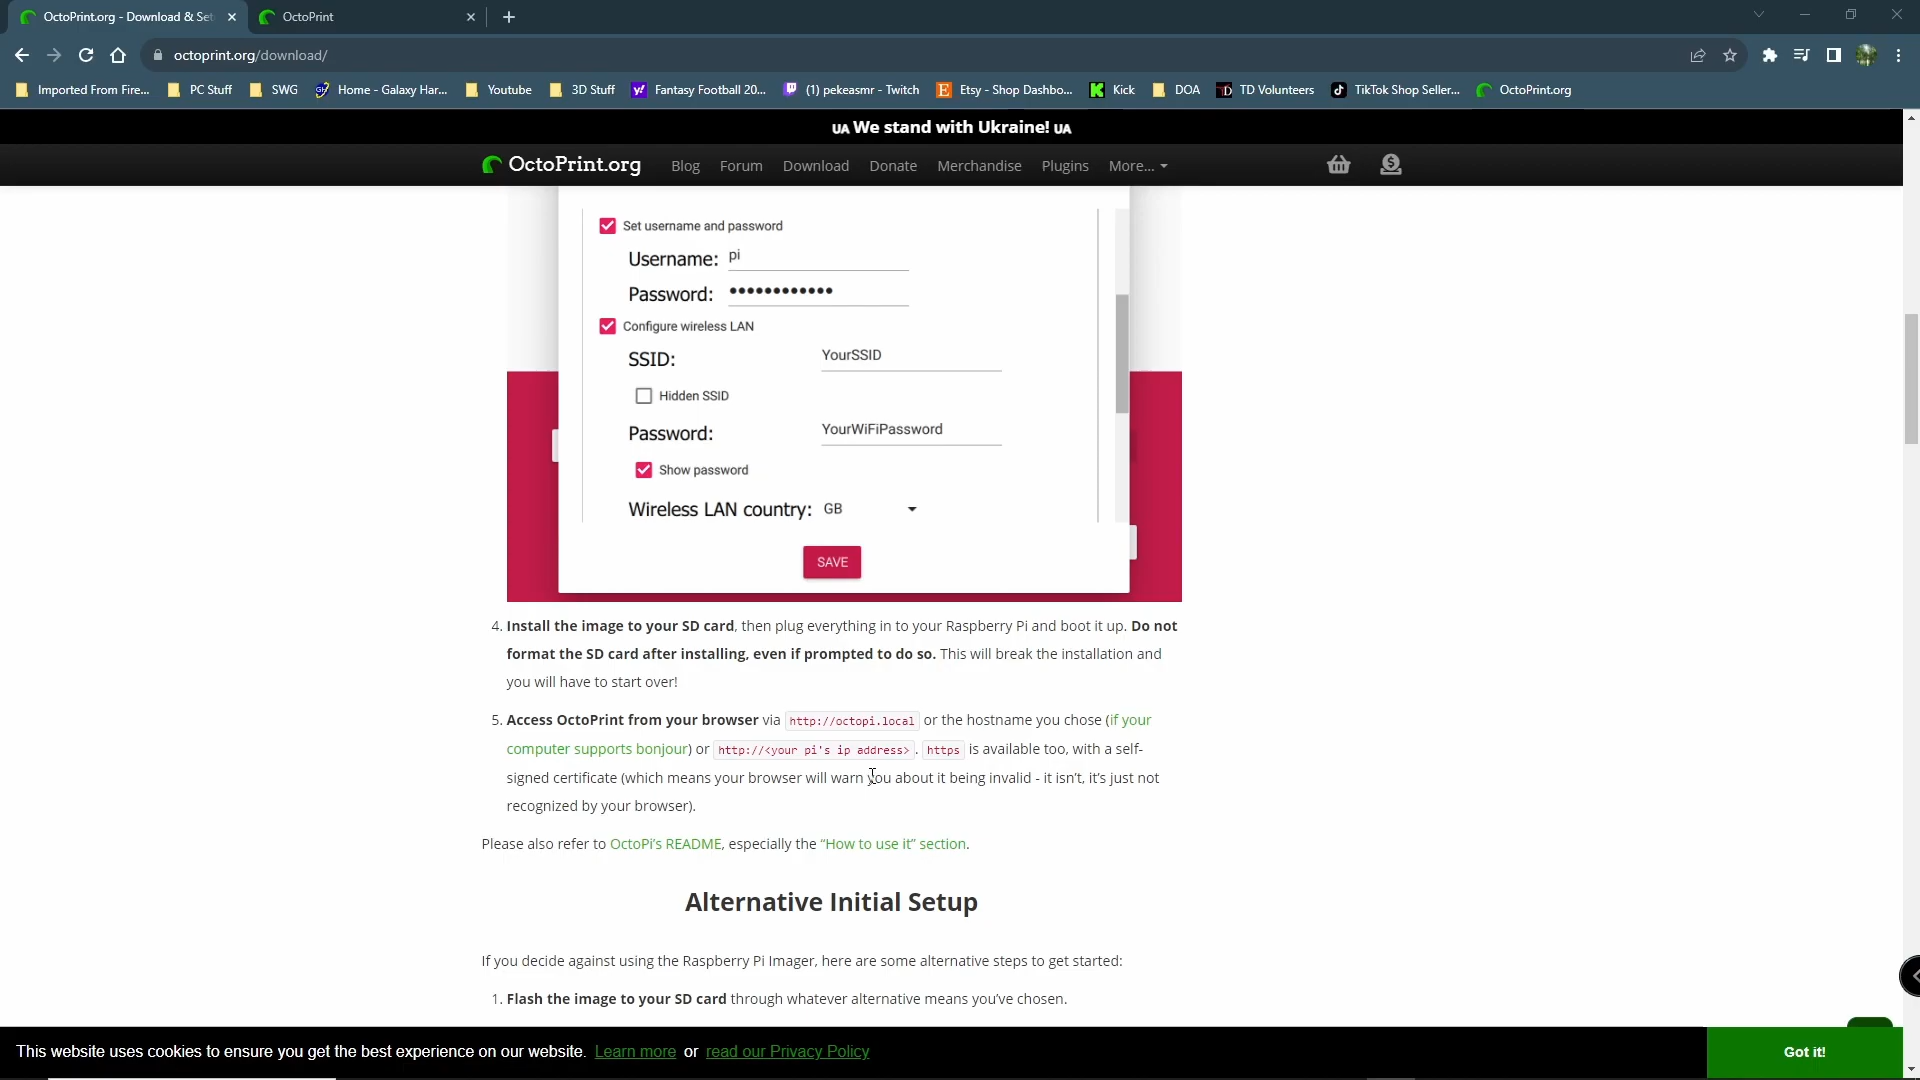 OctoPrint.org - Download & Set
OctoPrint
octoprint.org/download/
Imported From Fire...
PC Stuff
SWG
Home - Galaxy Har...
Youtube
3D Stuff
Fantasy Football 20...
(1) pekeasmr - Twitch
Etsy - Shop Dashbo...
Kick
DOA
TD Volunteers
TikTok Shop Seller...
OctoPrint.org
UA We stand with Ukraine! UA
OctoPrint.org
Blog
Forum
Download
Donate
Merchandise
Plugins
More...
Set username and password
Username: pi
Password: ••••••••••••
Configure wireless LAN
SSID: YourSSID
Hidden SSID
Password: YourWiFiPassword
Show password
Wireless LAN country: GB
SAVE
4. Install the image to your SD card, then plug everything in to your Raspberry Pi and boot it up. Do not
format the SD card after installing, even if prompted to do so. This will break the installation and
you will have to start over!
5. Access OctoPrint from your browser via http://octopi.local or the hostname you chose (if your
computer supports bonjour) or http://<your pi's ip address>. https is available too, with a self-
signed certificate (which means your browser will warn you about it being invalid - it isn't, it's just not
recognized by your browser).
Please also refer to OctoPi's README, especially the “How to use it” section.
Alternative Initial Setup
If you decide against using the Raspberry Pi Imager, here are some alternative steps to get started:
1. Flash the image to your SD card through whatever alternative means you've chosen.
This website uses cookies to ensure you get the best experience on our website. Learn more or read our Privacy Policy
Got it!